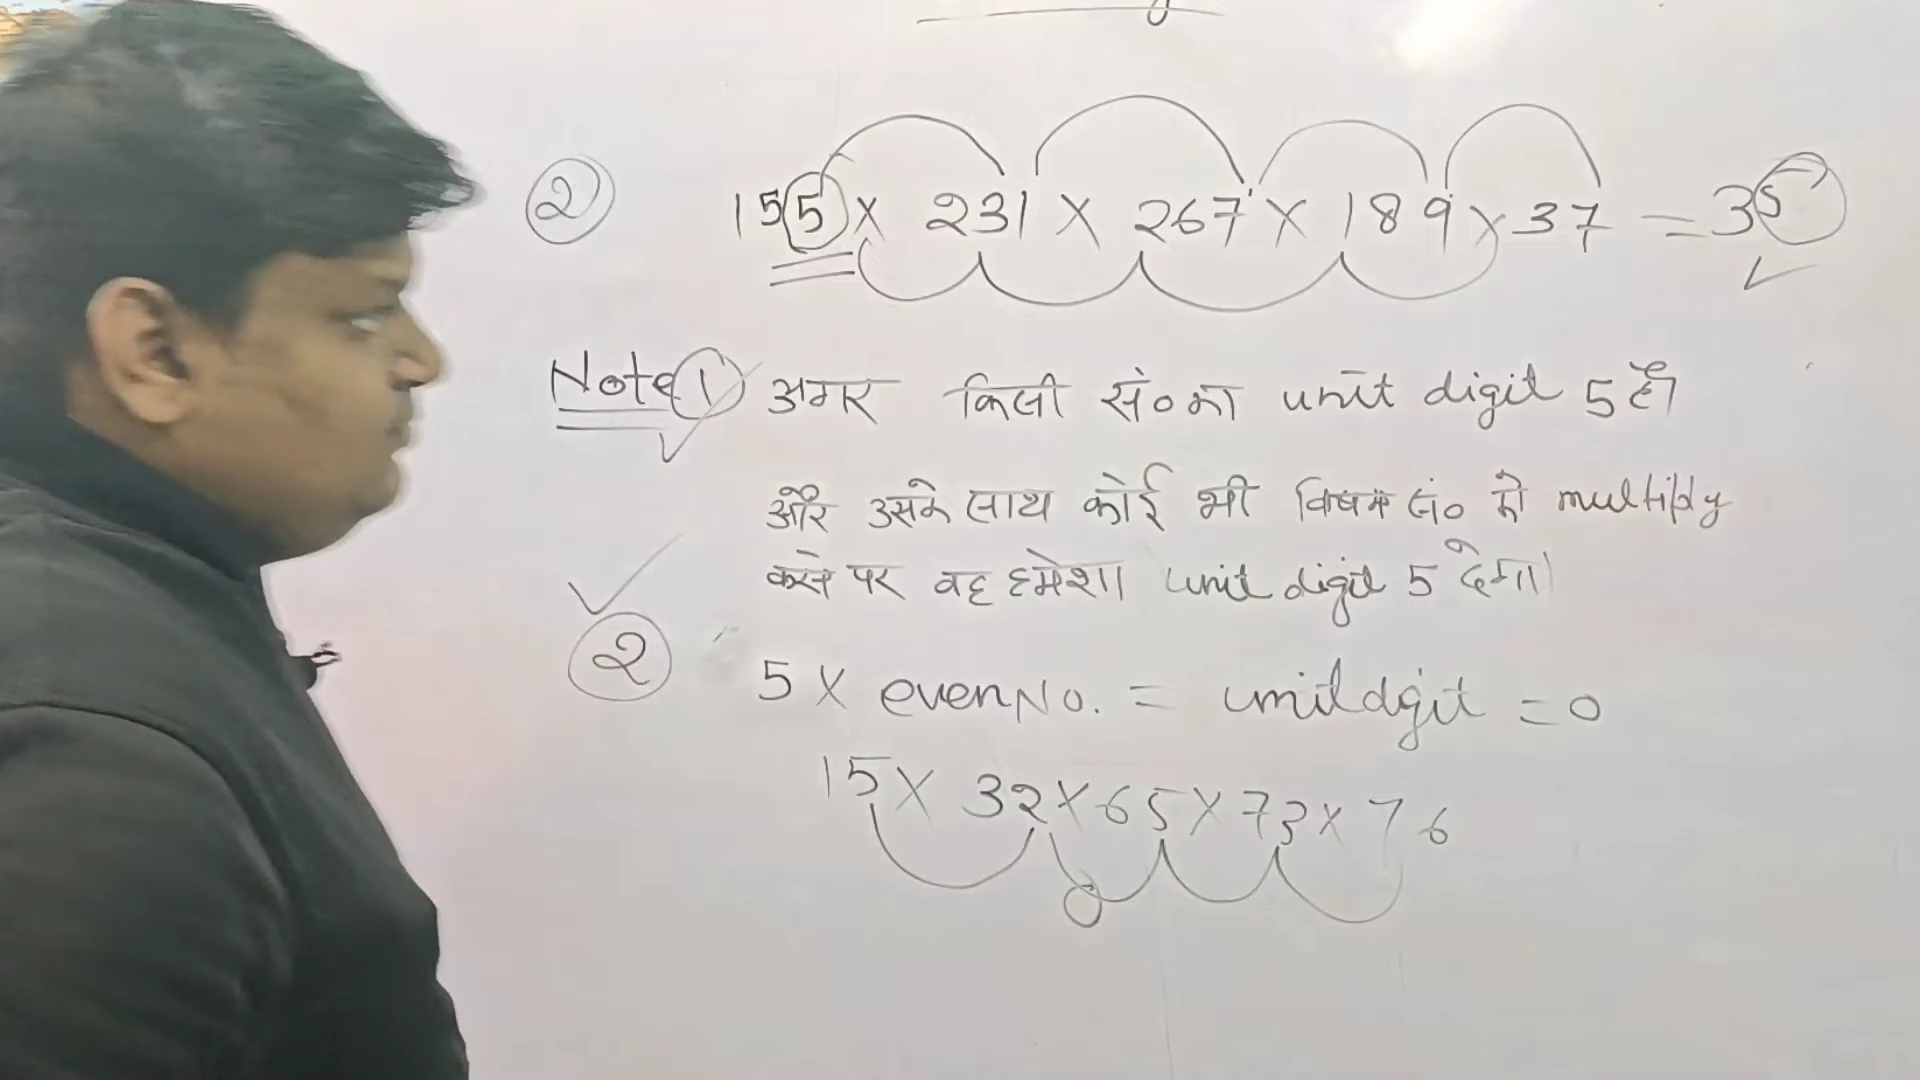 ② 155 × 231 × 267 × 189 × 37 = 35
Note ① अगर किसी सं० का unit digit 5 हो
और उसके साथ कोई भी विषम सं० से multiply
करने पर वह हमेशा unit digit 5 देगा।
② 5 × even No. = unit digit = 0
15 × 32 × 65 × 73 × 76
0